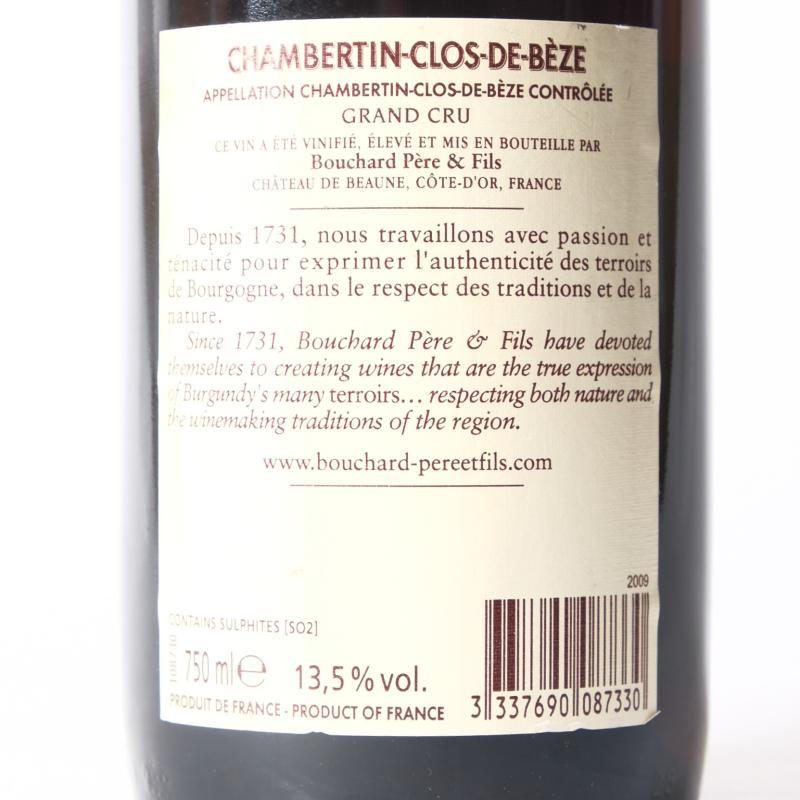 CHAMBERTIN-CLOS-DE-BÈZE
APPELLATION CHAMBERTIN-CLOS-DE-BÈZE CONTRÔLÉE
GRAND CRU
CE VIN A ÉTÉ VINIFIÉ, ÉLEVÉ ET MIS EN BOUTEILLE PAR
Bouchard Père & Fils
CHÂTEAU DE BEAUNE, CÔTE-D'OR, FRANCE
Depuis 1731, nous travaillons avec passion et
ténacité pour exprimer l'authenticité des terroirs
de Bourgogne, dans le respect des traditions et de la
nature.
Since 1731, Bouchard Père & Fils have devoted
themselves to creating wines that are the true expression
of Burgundy's many terroirs... respecting both nature and
the winemaking traditions of the region.
www.bouchard-pereetfils.com
2009
CONTAINS SULPHITES [SO2]
750 ml e 13,5 % vol.
PRODUIT DE FRANCE - PRODUCT OF FRANCE
3 337690 087330